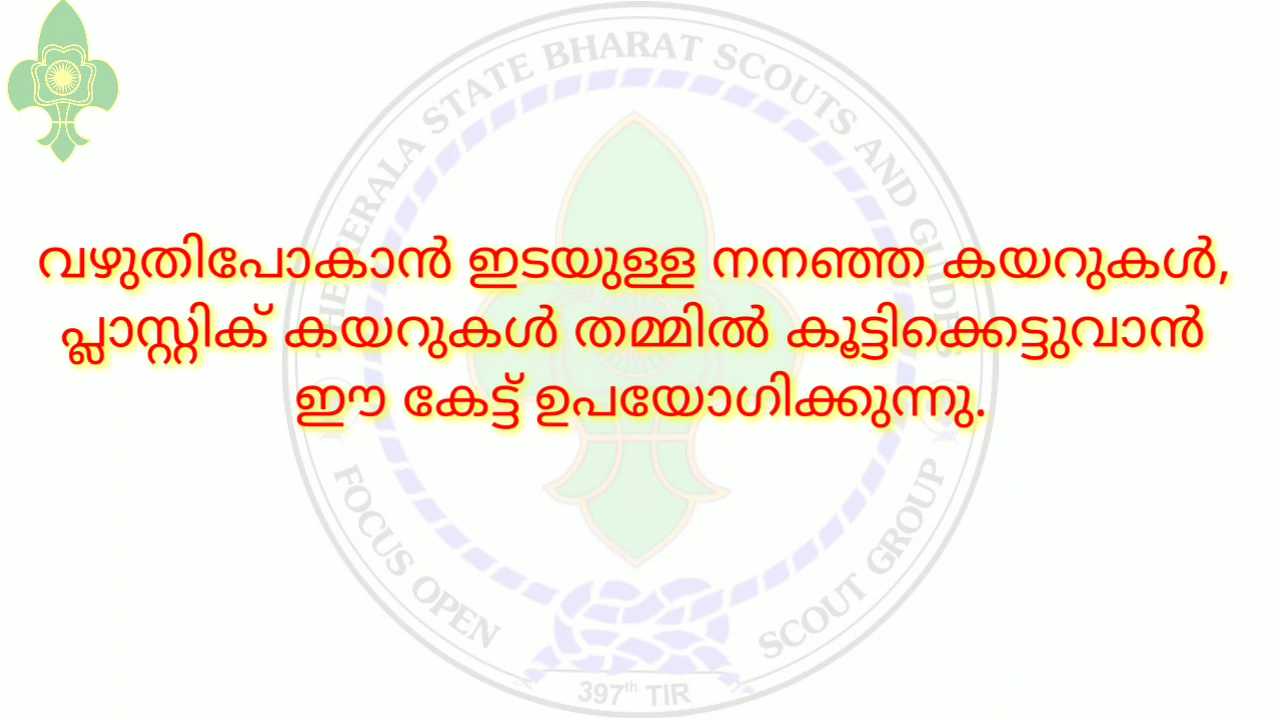 THE KERALA STATE BHARAT SCOUTS AND GUIDES
വഴുതിപോകാൻ ഇടയുള്ള നനഞ്ഞ കയറുകൾ,
പ്ലാസ്റ്റിക് കയറുകൾ തമ്മിൽ കൂട്ടിക്കെട്ടുവാൻ
ഈ കേട്ട് ഉപയോഗിക്കുന്നു.
FOCUS OPEN SCOUT GROUP
397th TIR